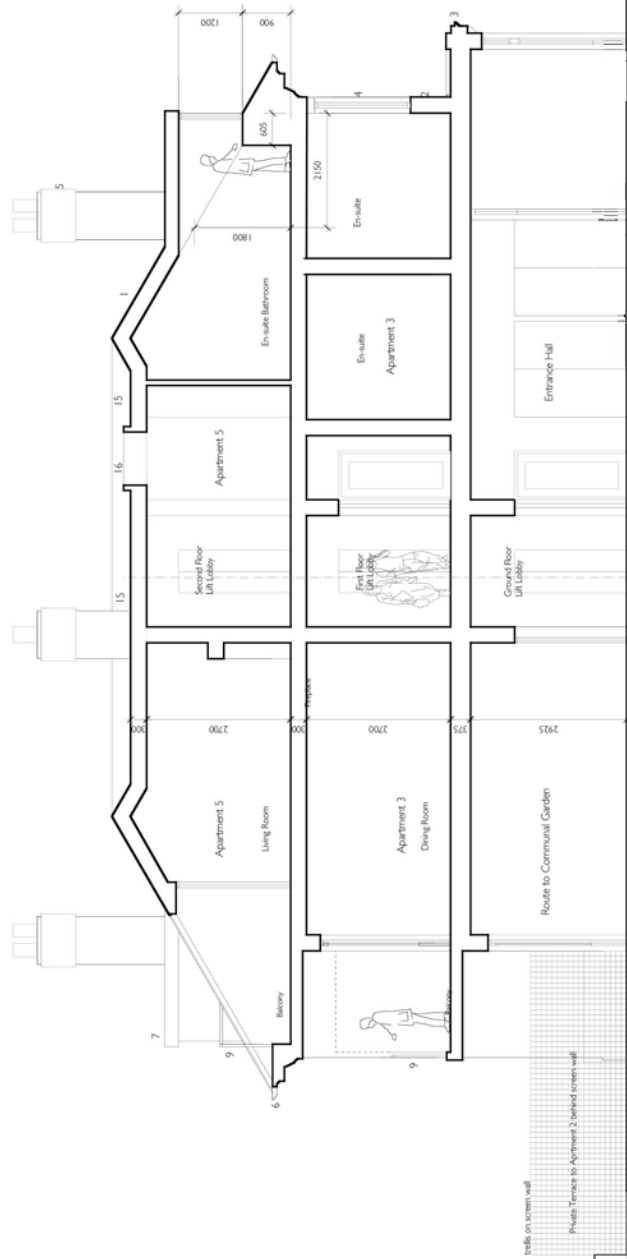 5
1
15
16
15
7
1200
900
605
1800
2150
En-suite Bathroom
Second Floor
Lift Lobby
Apartment 5
300
2700
Apartment 5
Living Room
Balcony
9
6
300
Fireplace
2700
Apartment 3
Dining Room
First Floor
Lift Lobby
En-suite
Apartment 3
En-suite
4
2
3
Balcony
9
375
2925
trellis on screen wall
Private Terrace to Aprtment 2 behind screen wall
Route to Communal Garden
Ground Floor
Lift Lobby
Entrance Hall